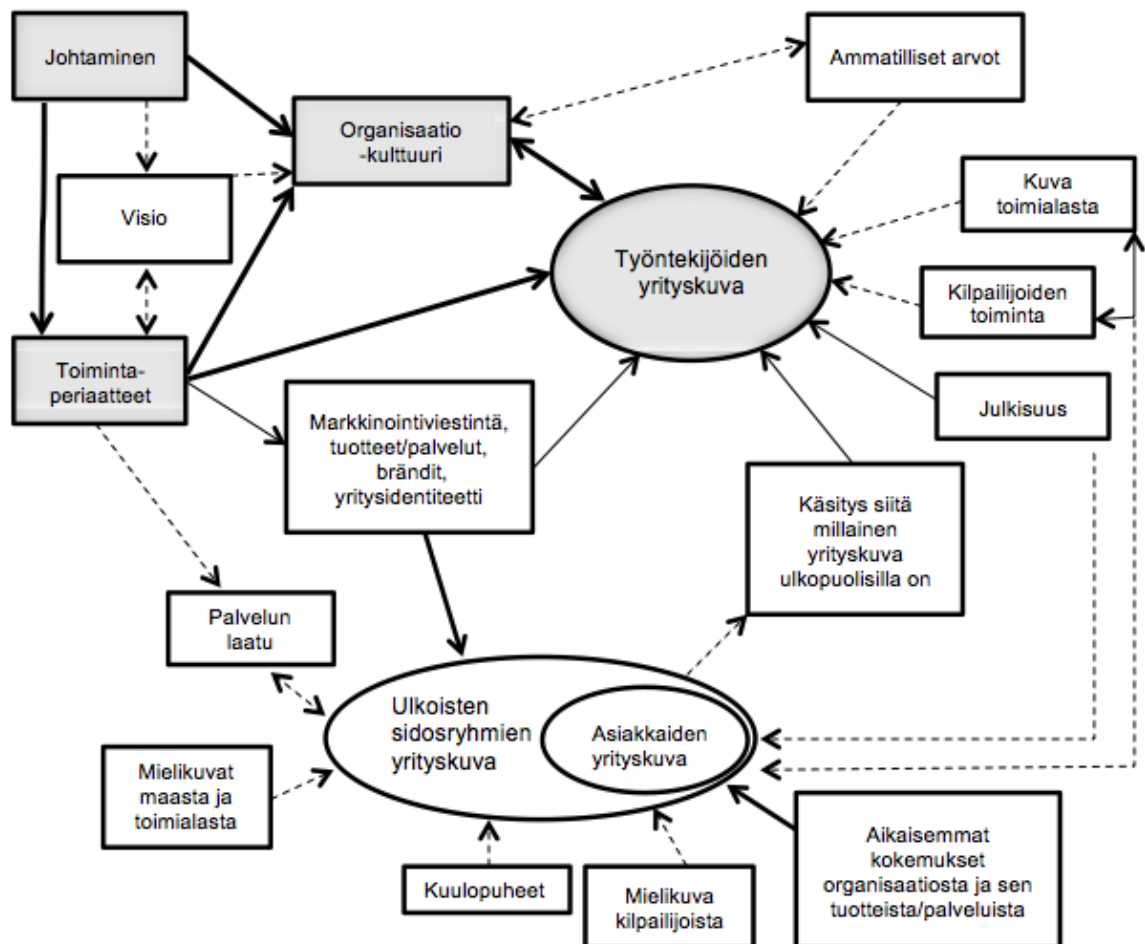 Johtaminen
Ammatilliset arvot
Organisaatio
-kulttuuri
Visio
Kuva
toimialasta
Työntekijöiden
yrityskuva
Kilpailijoiden
toiminta
Toiminta-
periaatteet
Markkinointiviestintä,
tuotteet/palvelut,
brändit,
yritysidentiteetti
Julkisuus
Käsitys siitä
millainen
yrityskuva
ulkopuolisilla on
Palvelun
laatu
Ulkoisten
sidosryhmien
yrityskuva
Asiakkaiden
yrityskuva
Mielikuvat
maasta ja
toimialasta
Kuulopuheet
Mielikuva
kilpailijoista
Aikaisemmat
kokemukset
organisaatiosta ja sen
tuotteista/palveluista